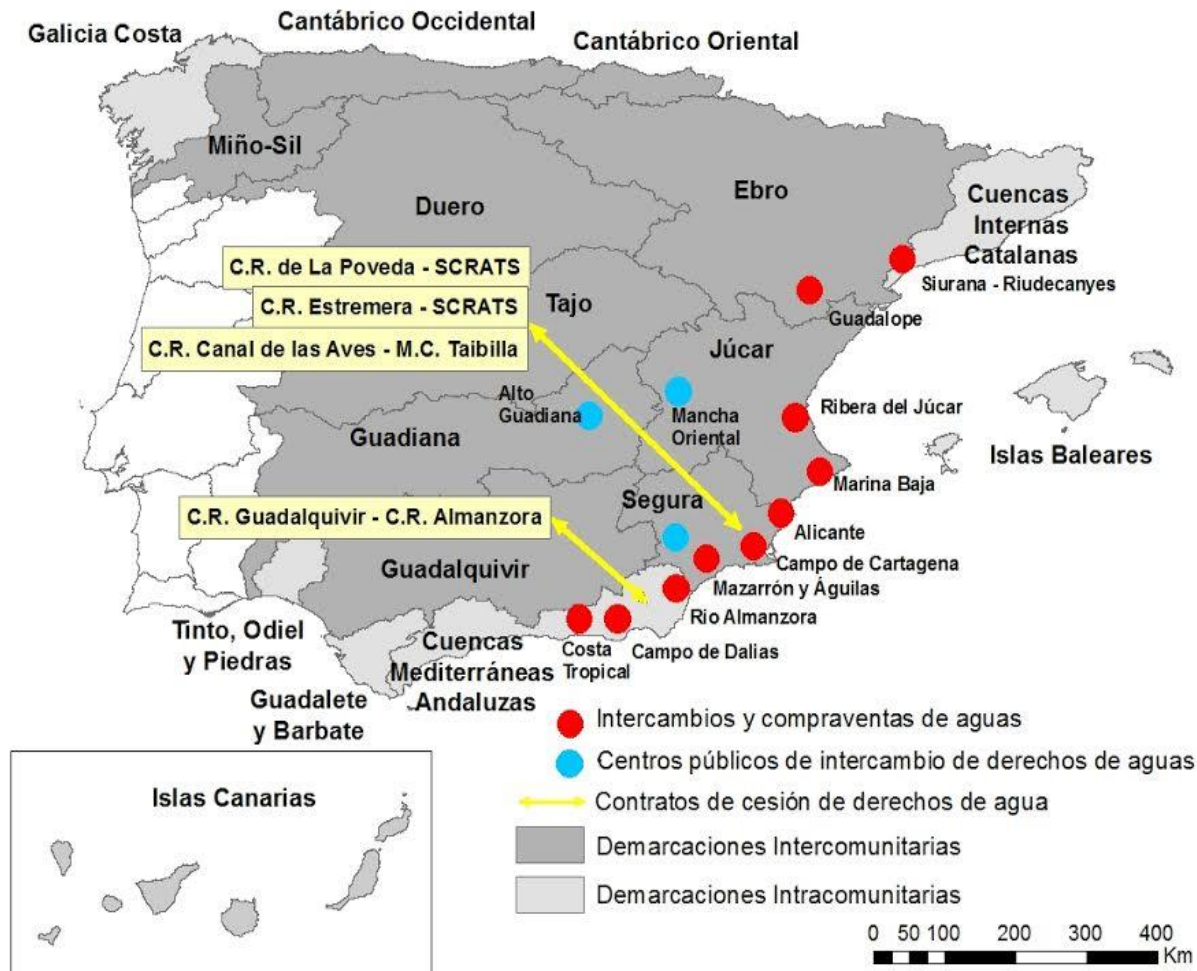 Galicia Costa
Cantábrico Occidental
Cantábrico Oriental
Miño-Sil
Duero
Ebro
Cuencas
Internas
Catalanas
Siurana - Riudecanyes
C.R. de La Poveda - SCRATS
C.R. Estremera - SCRATS
C.R. Canal de las Aves - M.C. Taibilla
Tajo
Guadalope
Júcar
Alto
Guadiana
Mancha
Oriental
Ribera del Júcar
Guadiana
Islas Baleares
Marina Baja
Segura
C.R. Guadalquivir - C.R. Almanzora
Alicante
Campo de Cartagena
Guadalquivir
Mazarrón y Águilas
Rio Almanzora
Tinto, Odiel
y Piedras
Cuencas
Mediterráneas
Andaluzas
Costa
Tropical
Campo de Dalias
Guadalete
y Barbate
Intercambios y compraventas de aguas
Centros públicos de intercambio de derechos de aguas
Contratos de cesión de derechos de agua
Demarcaciones Intercomunitarias
Demarcaciones Intracomunitarias
Islas Canarias
0 50 100 200 300 400
Km